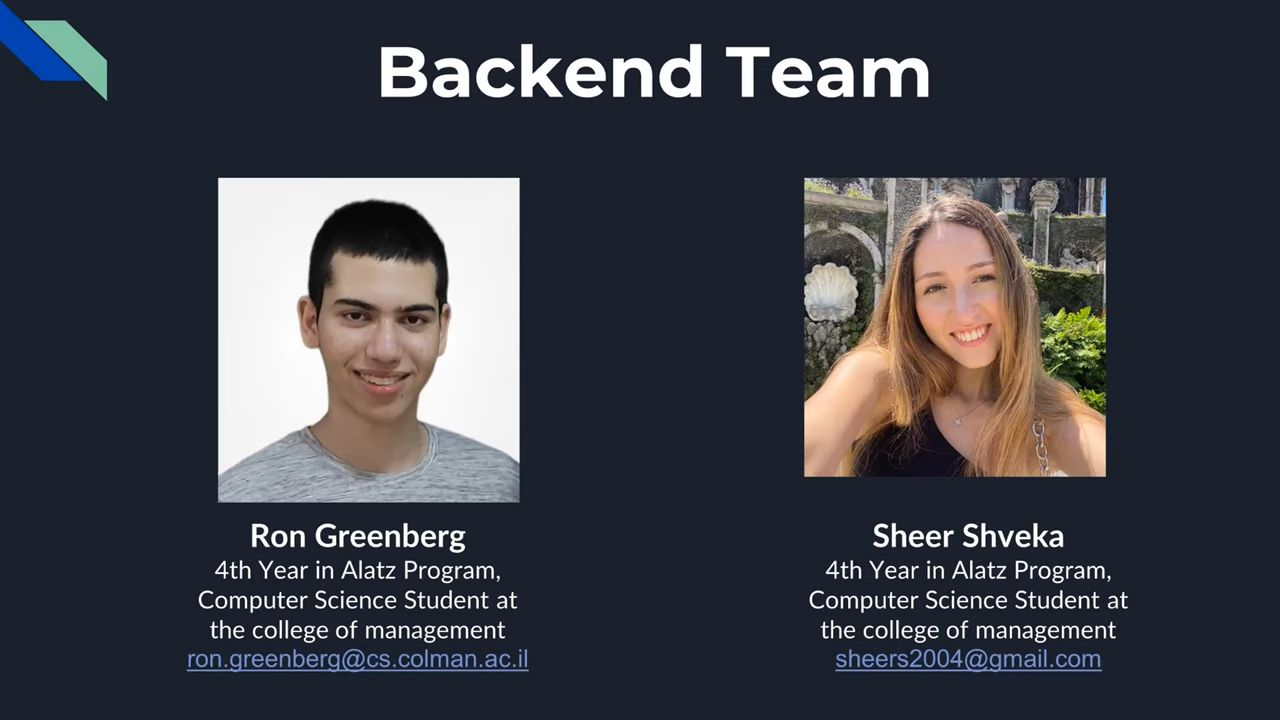 Backend Team
Ron Greenberg
4th Year in Alatz Program,
Computer Science Student at
the college of management
ron.greenberg@cs.colman.ac.il
Sheer Shveka
4th Year in Alatz Program,
Computer Science Student at
the college of management
sheers2004@gmail.com